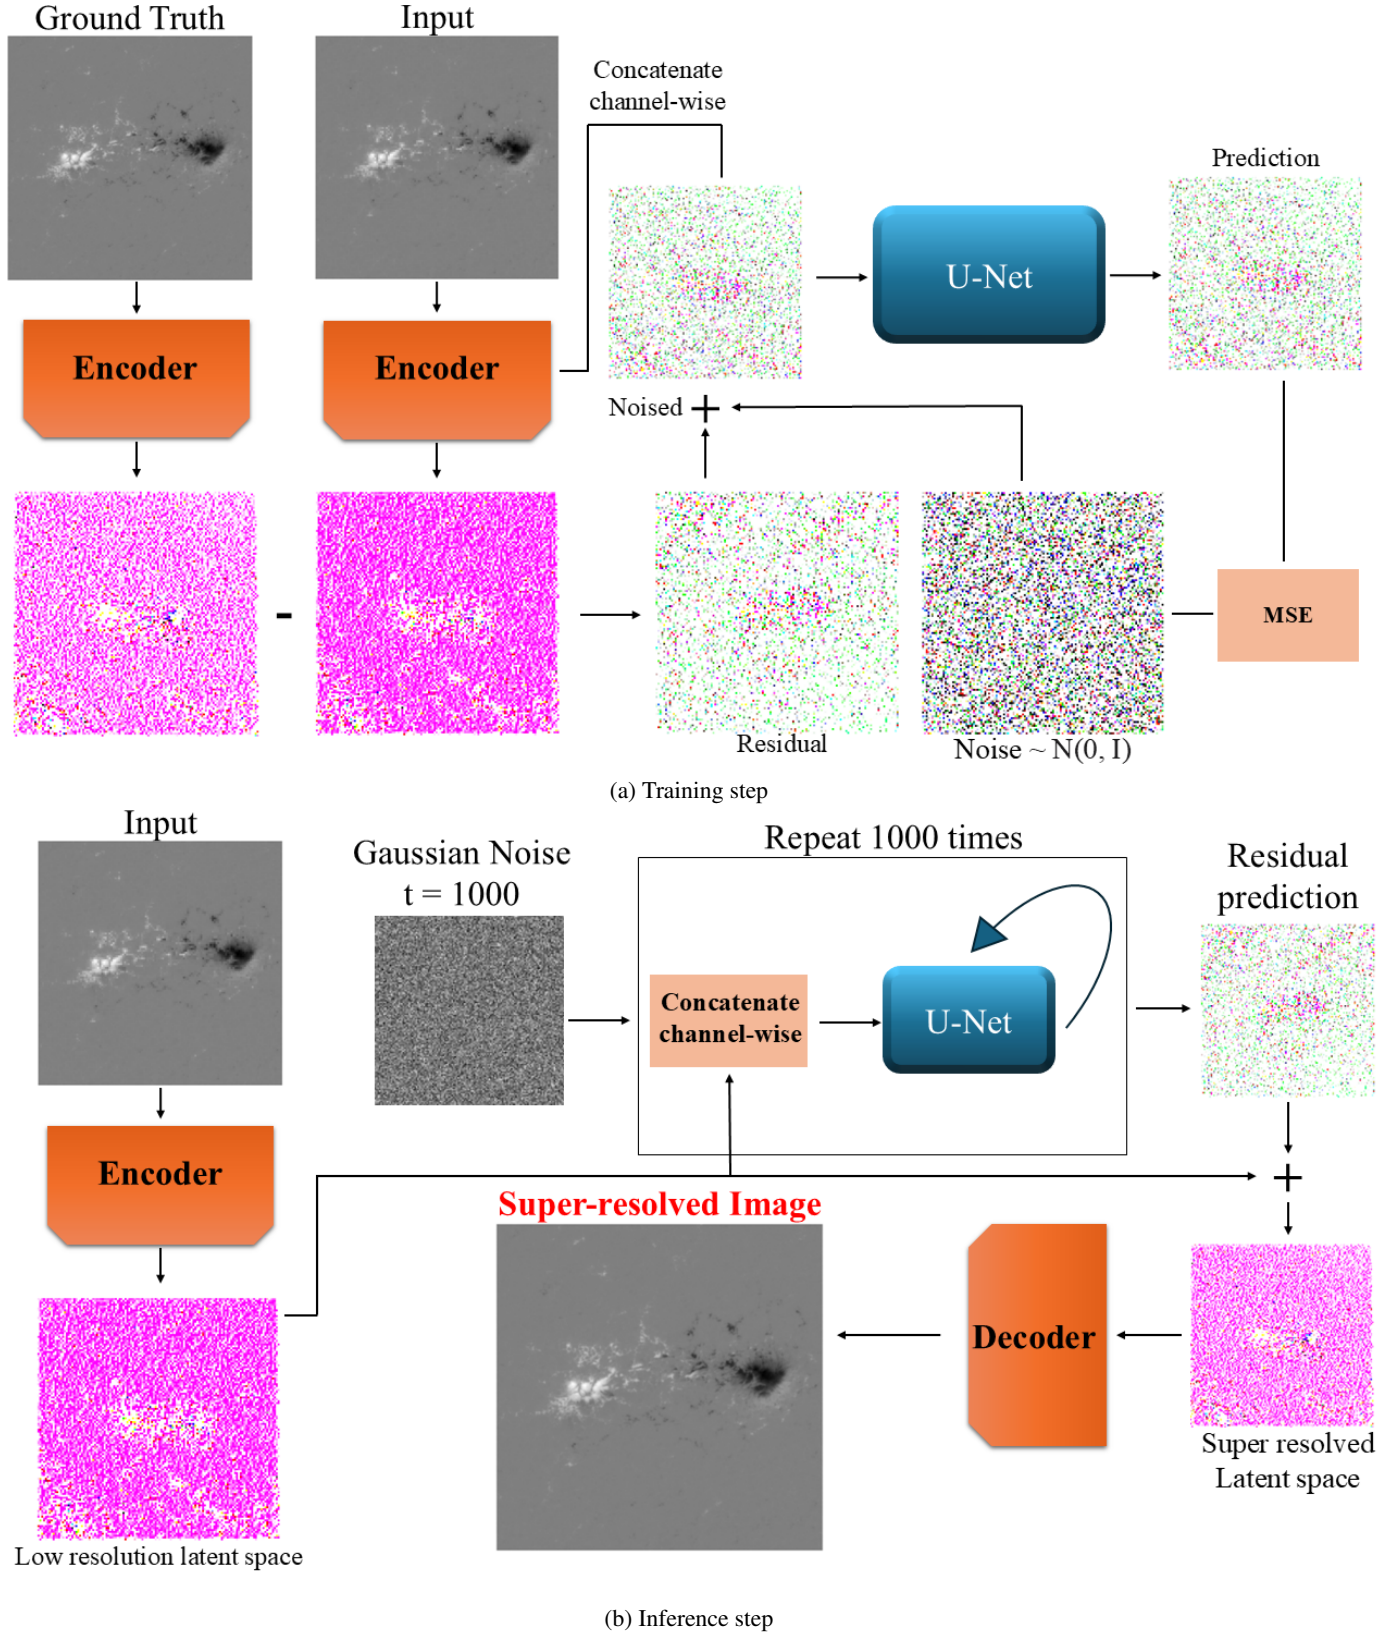 Ground Truth
Input
Concatenate
channel-wise
Prediction
U-Net
Encoder
Encoder
Noised +
-
MSE
Residual
Noise ~ N(0, I)
(a) Training step
Input
Gaussian Noise
t = 1000
Repeat 1000 times
Residual
prediction
Concatenate
channel-wise
U-Net
Encoder
+
Super-resolved Image
Decoder
Super resolved
Latent space
Low resolution latent space
(b) Inference step